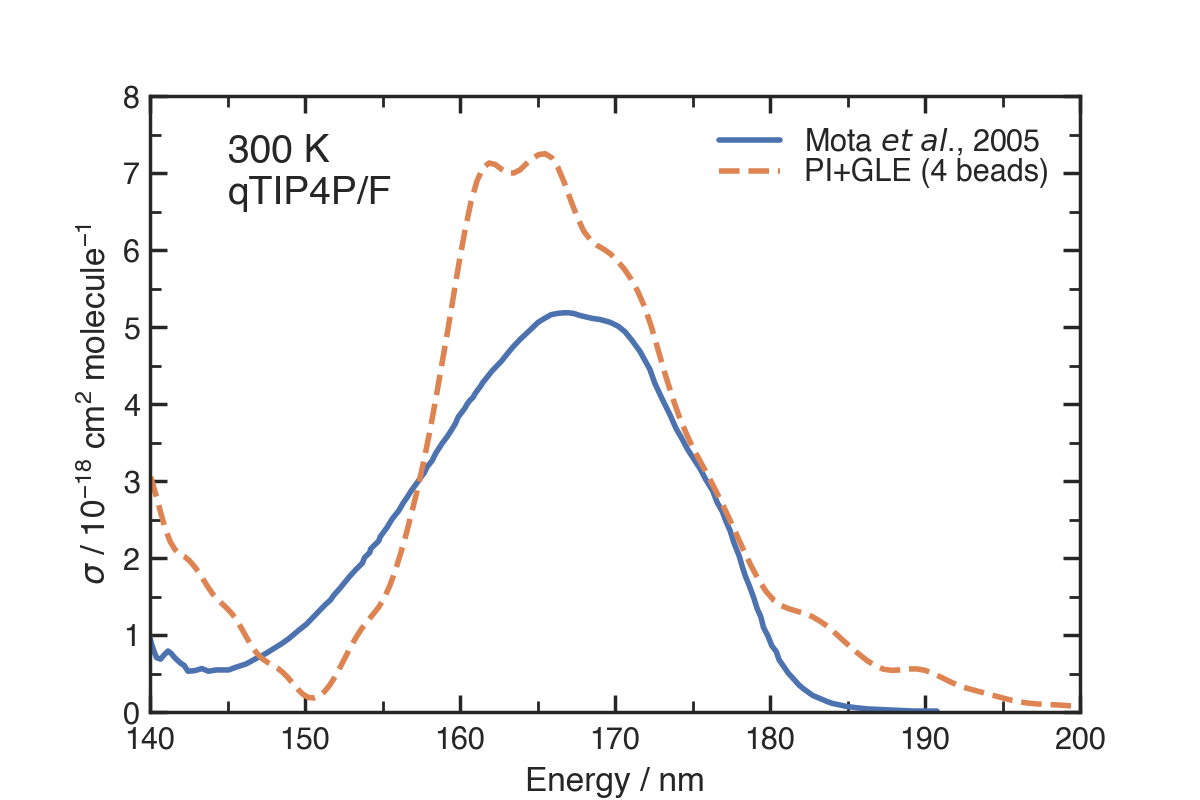 300 K
qTIP4P/F
Mota et al., 2005
PI+GLE (4 beads)
8
7
6
5
4
3
2
1
0
σ / 10⁻¹⁸ cm² molecule⁻¹
140 150 160 170 180 190 200
Energy / nm